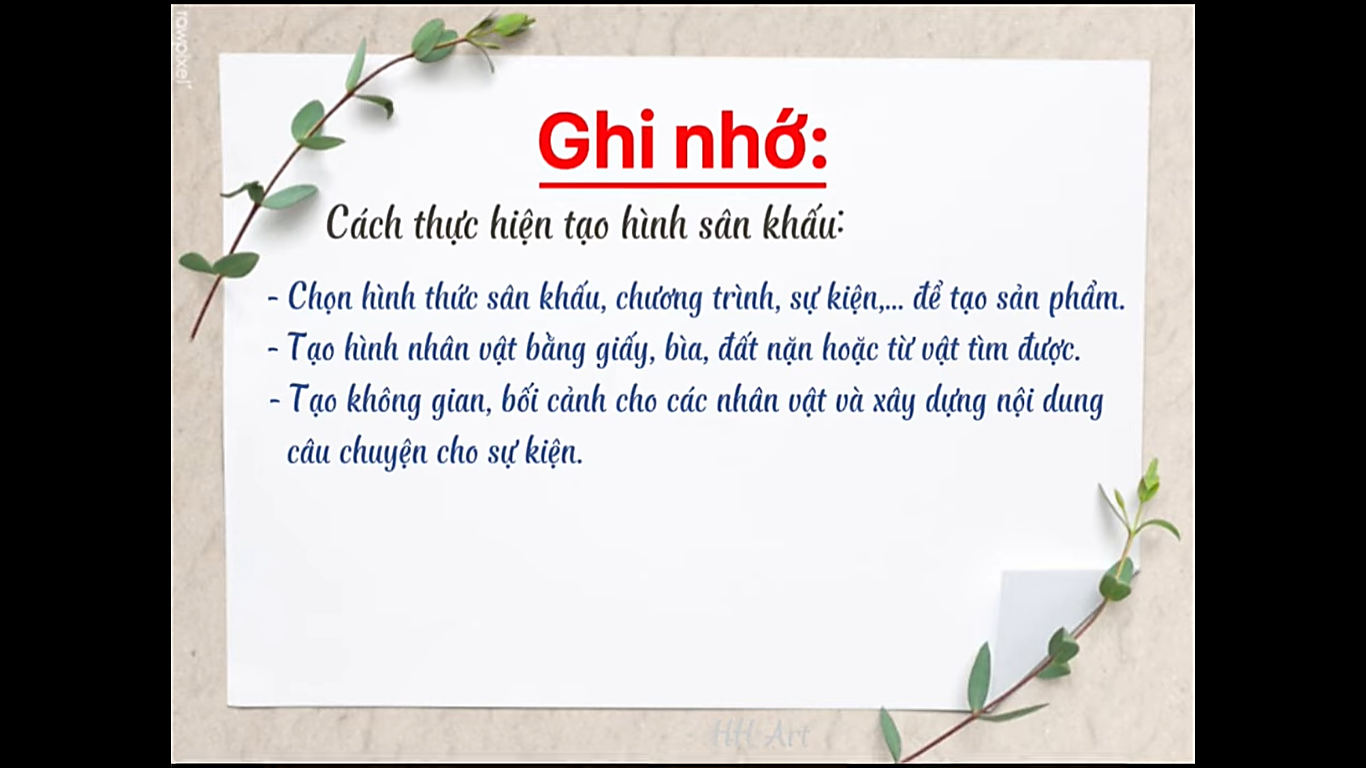 rawpixel
Ghi nhớ:
Cách thực hiện tạo hình sân khấu:
- Chọn hình thức sân khấu, chương trình, sự kiện,... để tạo sản phẩm.
- Tạo hình nhân vật bằng giấy, bìa, đất nặn hoặc từ vật tìm được.
- Tạo không gian, bối cảnh cho các nhân vật và xây dựng nội dung
câu chuyện cho sự kiện.
HH Art